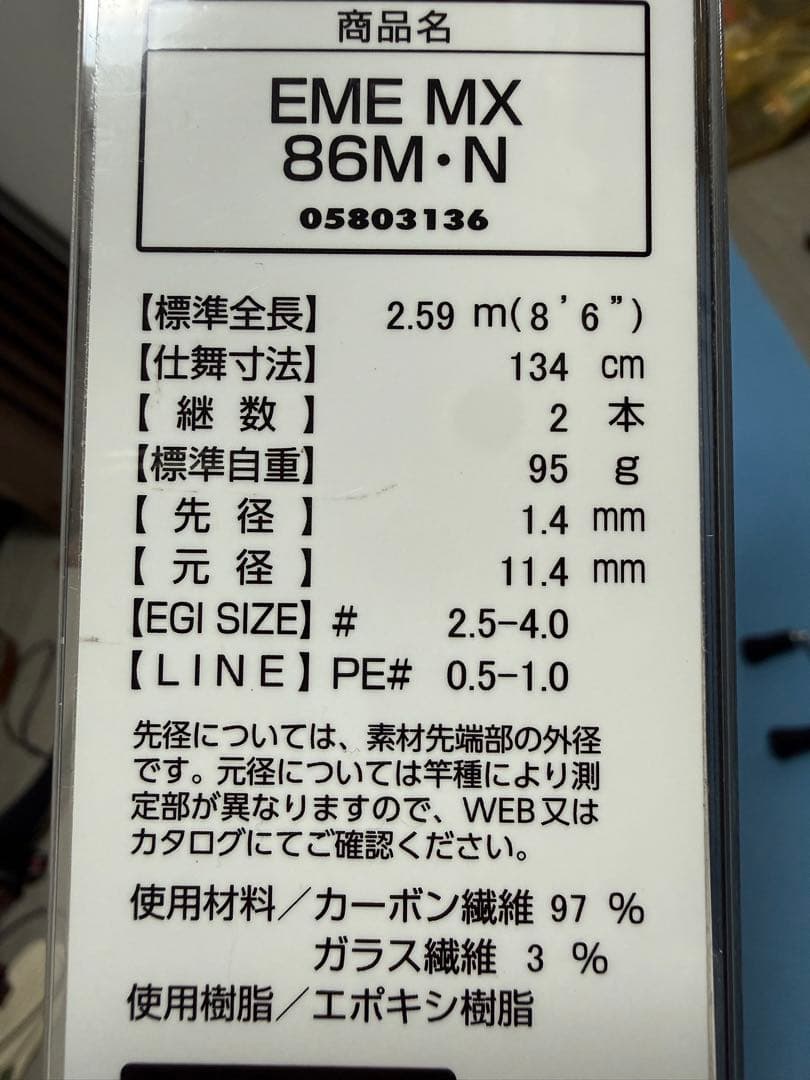 商品名
EME MX
86M・N
05803136
【標準全長】 2.59 m(8'6”)
【仕舞寸法】 134 cm
【継数】 2 本
【標準自重】 95 g
【先径】 1.4 mm
【元径】 11.4 mm
【EGI SIZE】# 2.5-4.0
【LINE】PE# 0.5-1.0
先径については、素材先端部の外径
です。元径については竿種により測
定部が異なりますので、WEB又は
カタログにてご確認ください。
使用材料／カーボン繊維 97 %
ガラス繊維 3 %
使用樹脂／エポキシ樹脂